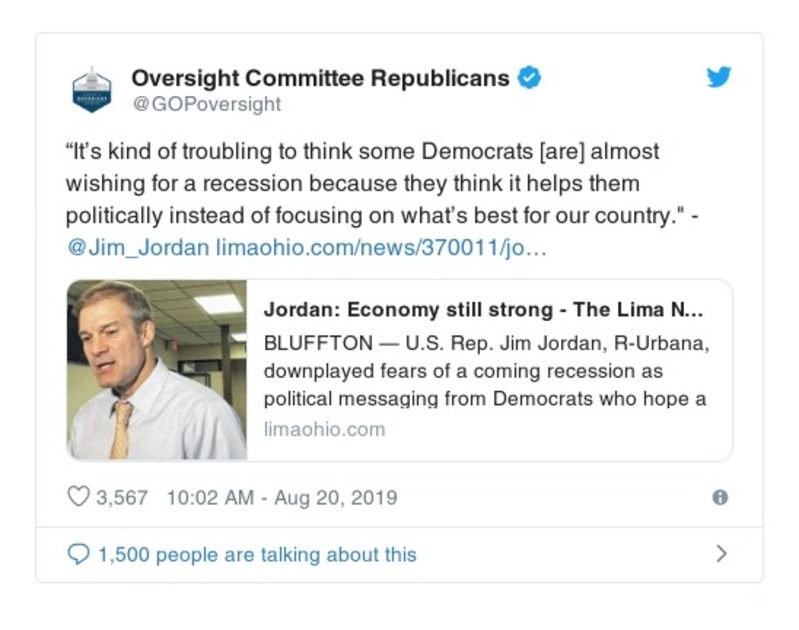 Oversight Committee Republicans
@GOPoversight
“It’s kind of troubling to think some Democrats [are] almost
wishing for a recession because they think it helps them
politically instead of focusing on what’s best for our country." -
@Jim_Jordan limaohio.com/news/370011/jo…
Jordan: Economy still strong - The Lima N...
BLUFFTON — U.S. Rep. Jim Jordan, R-Urbana,
downplayed fears of a coming recession as
political messaging from Democrats who hope a
limaohio.com
3,567 10:02 AM - Aug 20, 2019
1,500 people are talking about this